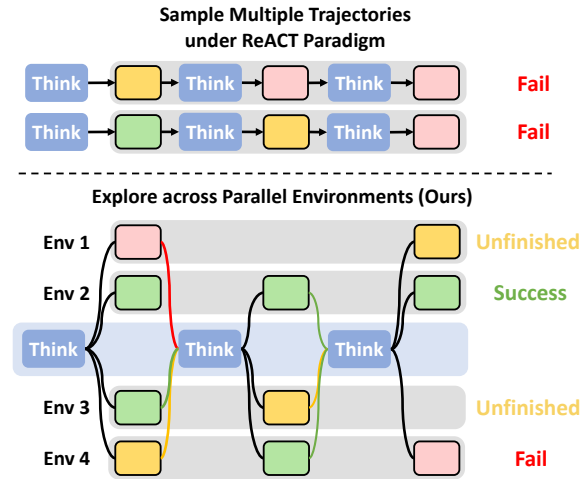 Sample Multiple Trajectories
under ReACT Paradigm
Think Think Think Fail
Think Think Think Fail
Explore across Parallel Environments (Ours)
Env 1 Unfinished
Env 2 Success
Think Think Think
Env 3 Unfinished
Env 4 Fail